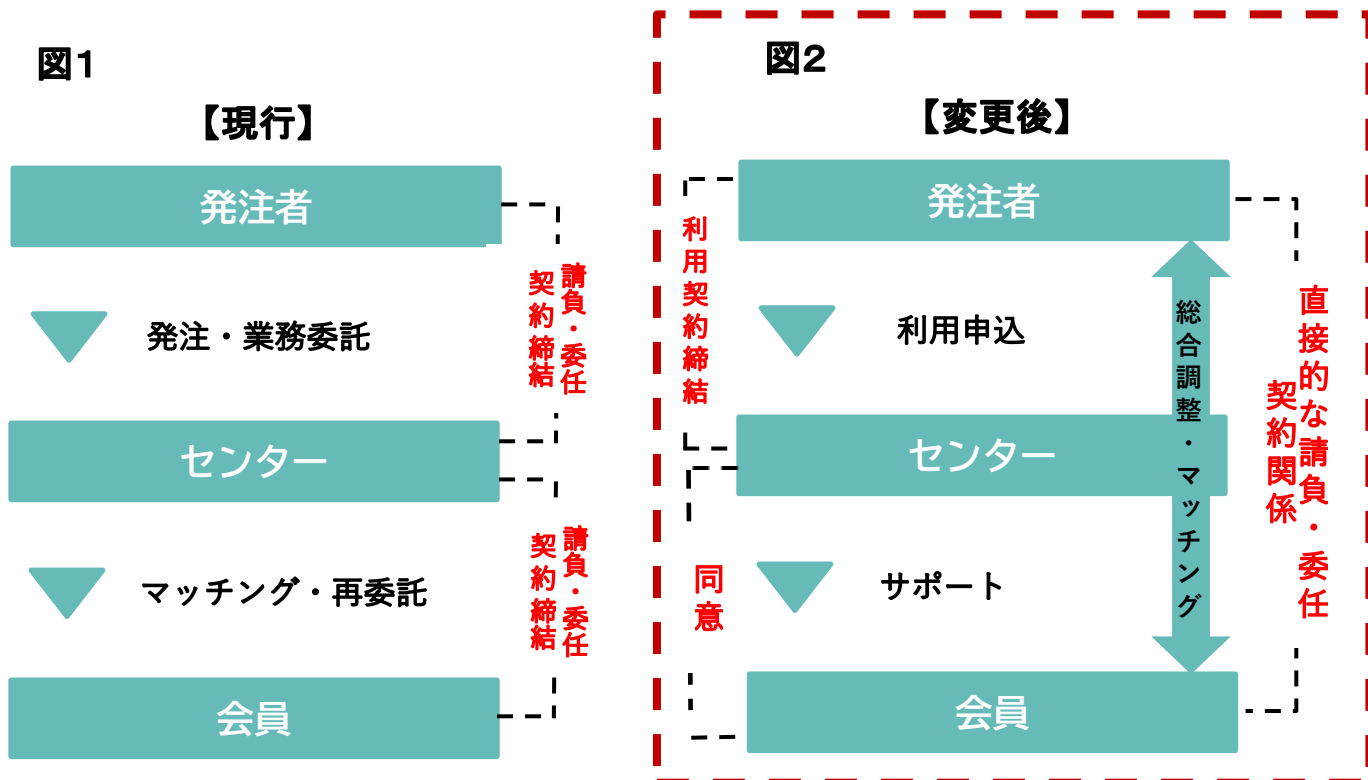 図1
【現行】
発注者
発注・業務委託
請負・委任
契約締結
センター
マッチング・再委託
請負・委任
契約締結
会員
図2
【変更後】
発注者
利用契約締結
利用申込
総合調整・マッチング
直接的な請負・委任
契約関係
センター
同意
サポート
会員